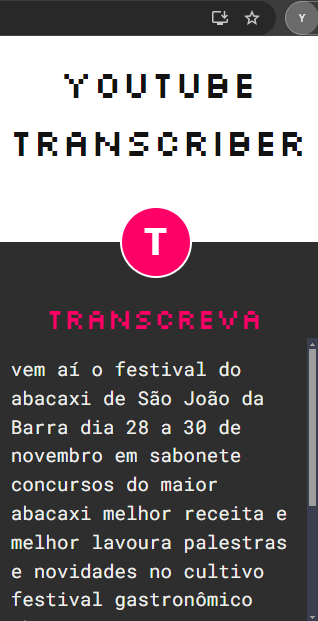 Y
YOUTUBE
TRANSCRIBER
T
TRANSCREVA
vem aí o festival do
abacaxi de São João da
Barra dia 28 a 30 de
novembro em sabonete
concursos do maior
abacaxi melhor receita e
melhor lavoura palestras
e novidades no cultivo
festival gastronômico